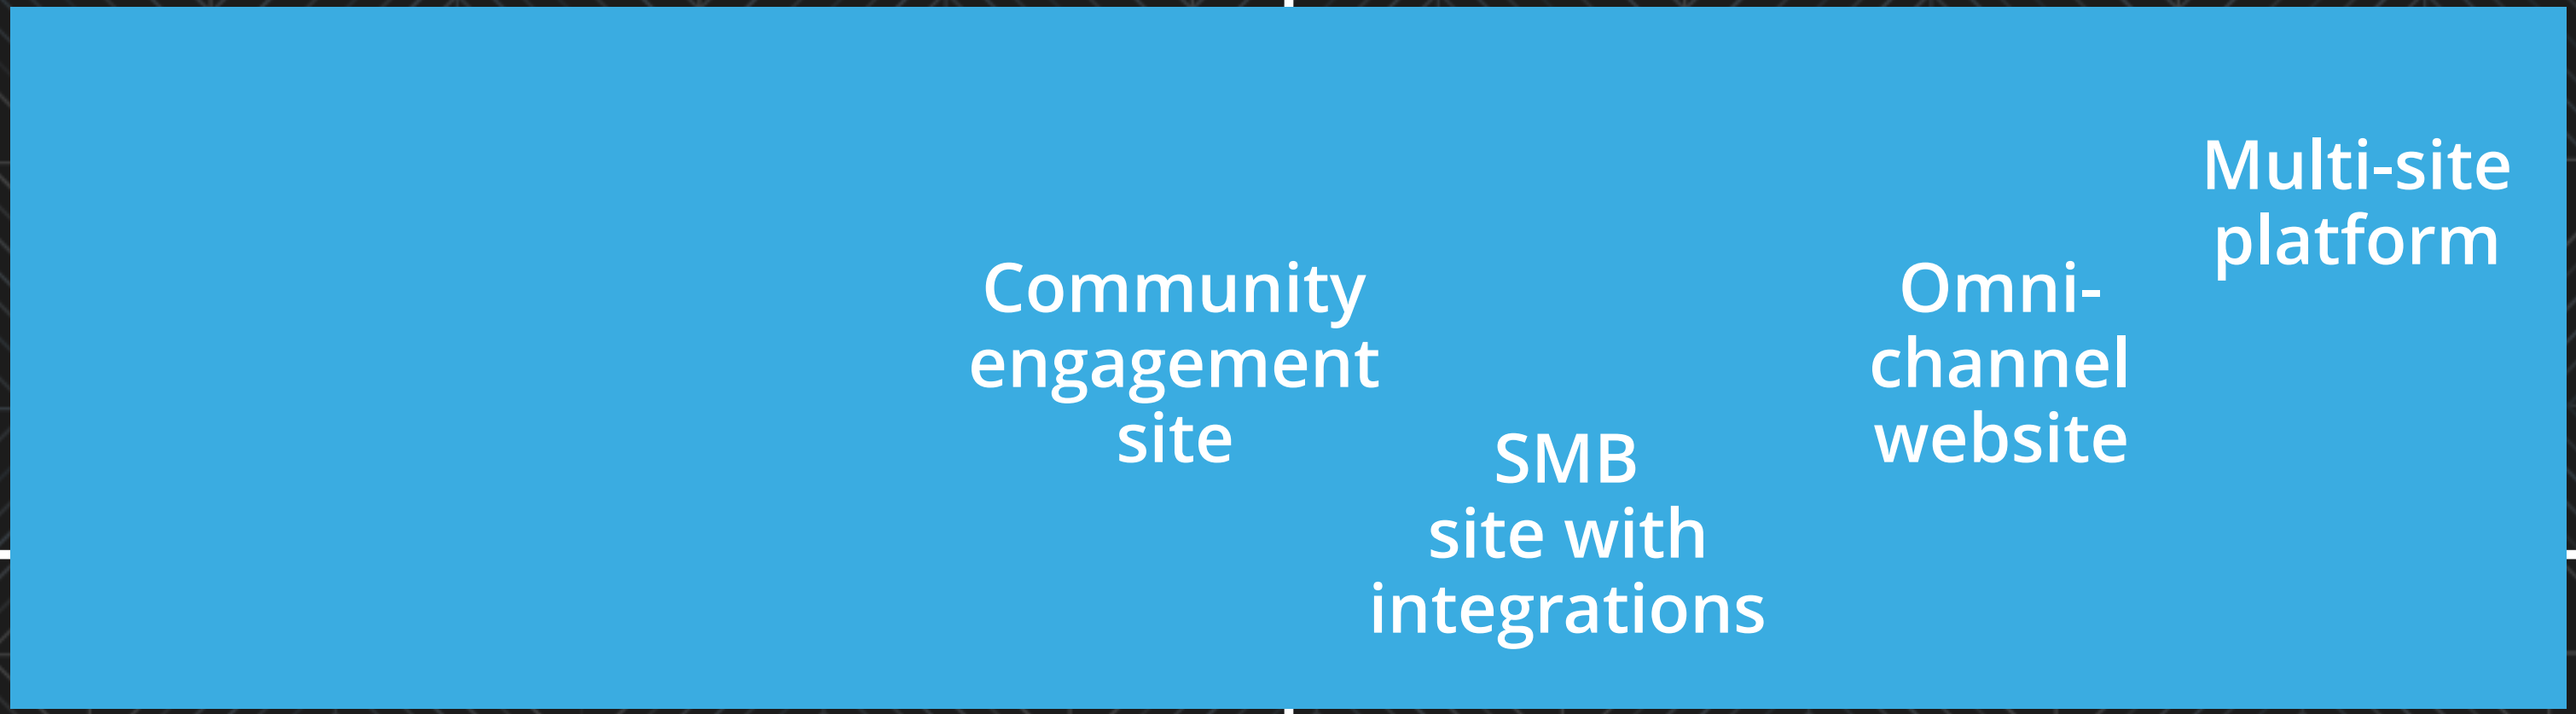 Community
engagement
site
SMB
site with
integrations
Omni-
channel
website
Multi-site
platform